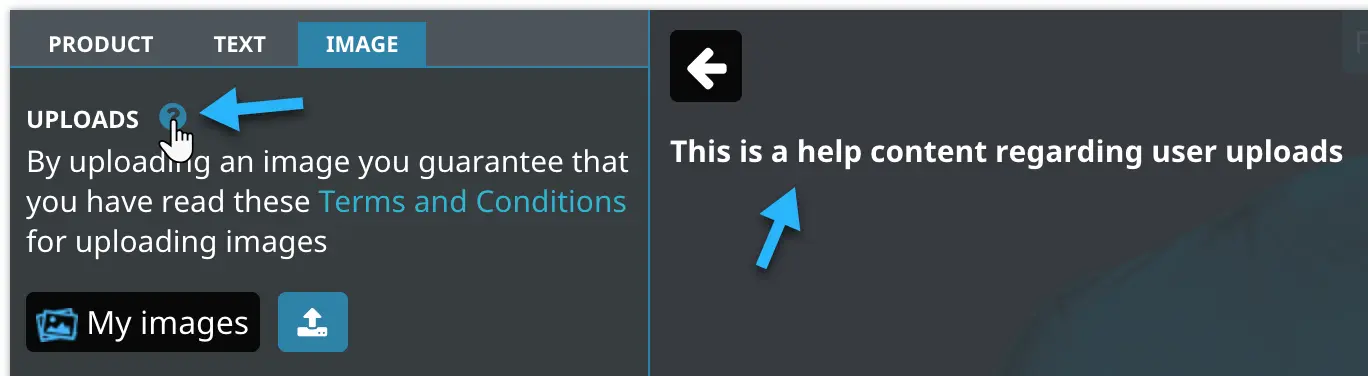 PRODUCT TEXT IMAGE
UPLOADS ?
By uploading an image you guarantee that
you have read these Terms and Conditions
for uploading images
My images
This is a help content regarding user uploads